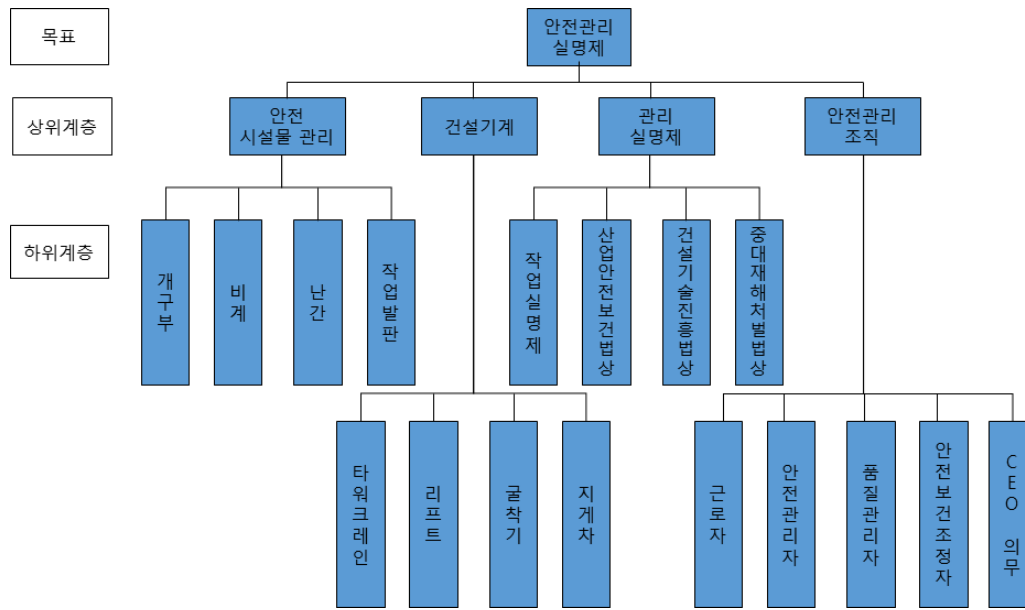 목표
안전관리
실명제
상위계층
안전
시설물 관리
건설기계
관리
실명제
안전관리
조직
하위계층
개구부
비계
난간
작업발판
작업실명제
산업안전보건법상
건설기술진흥법상
중대재해처벌법상
타워크레인
리프트
굴착기
지게차
근로자
안전관리자
품질관리자
안전보건조정자
CEO 의무